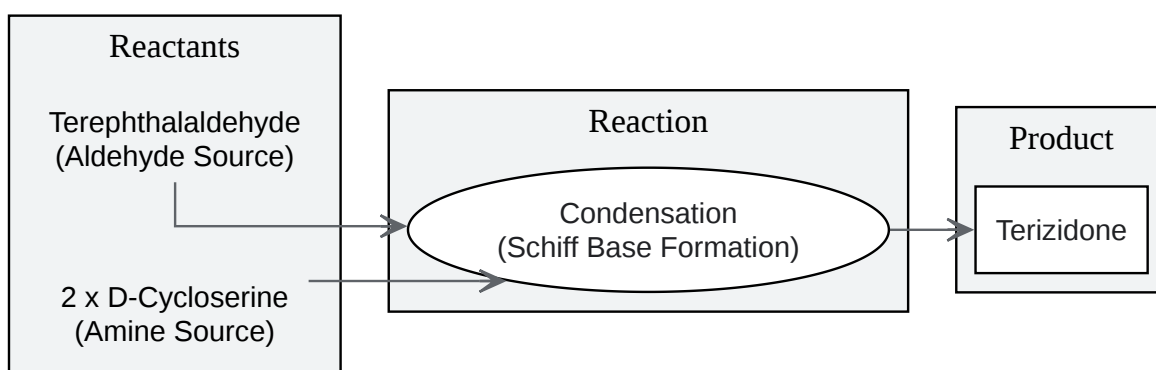 Reactants
Terephthalaldehyde
(Aldehyde Source)
2 x D-Cycloserine
(Amine Source)
Reaction
Condensation
(Schiff Base Formation)
Product
Terizidone